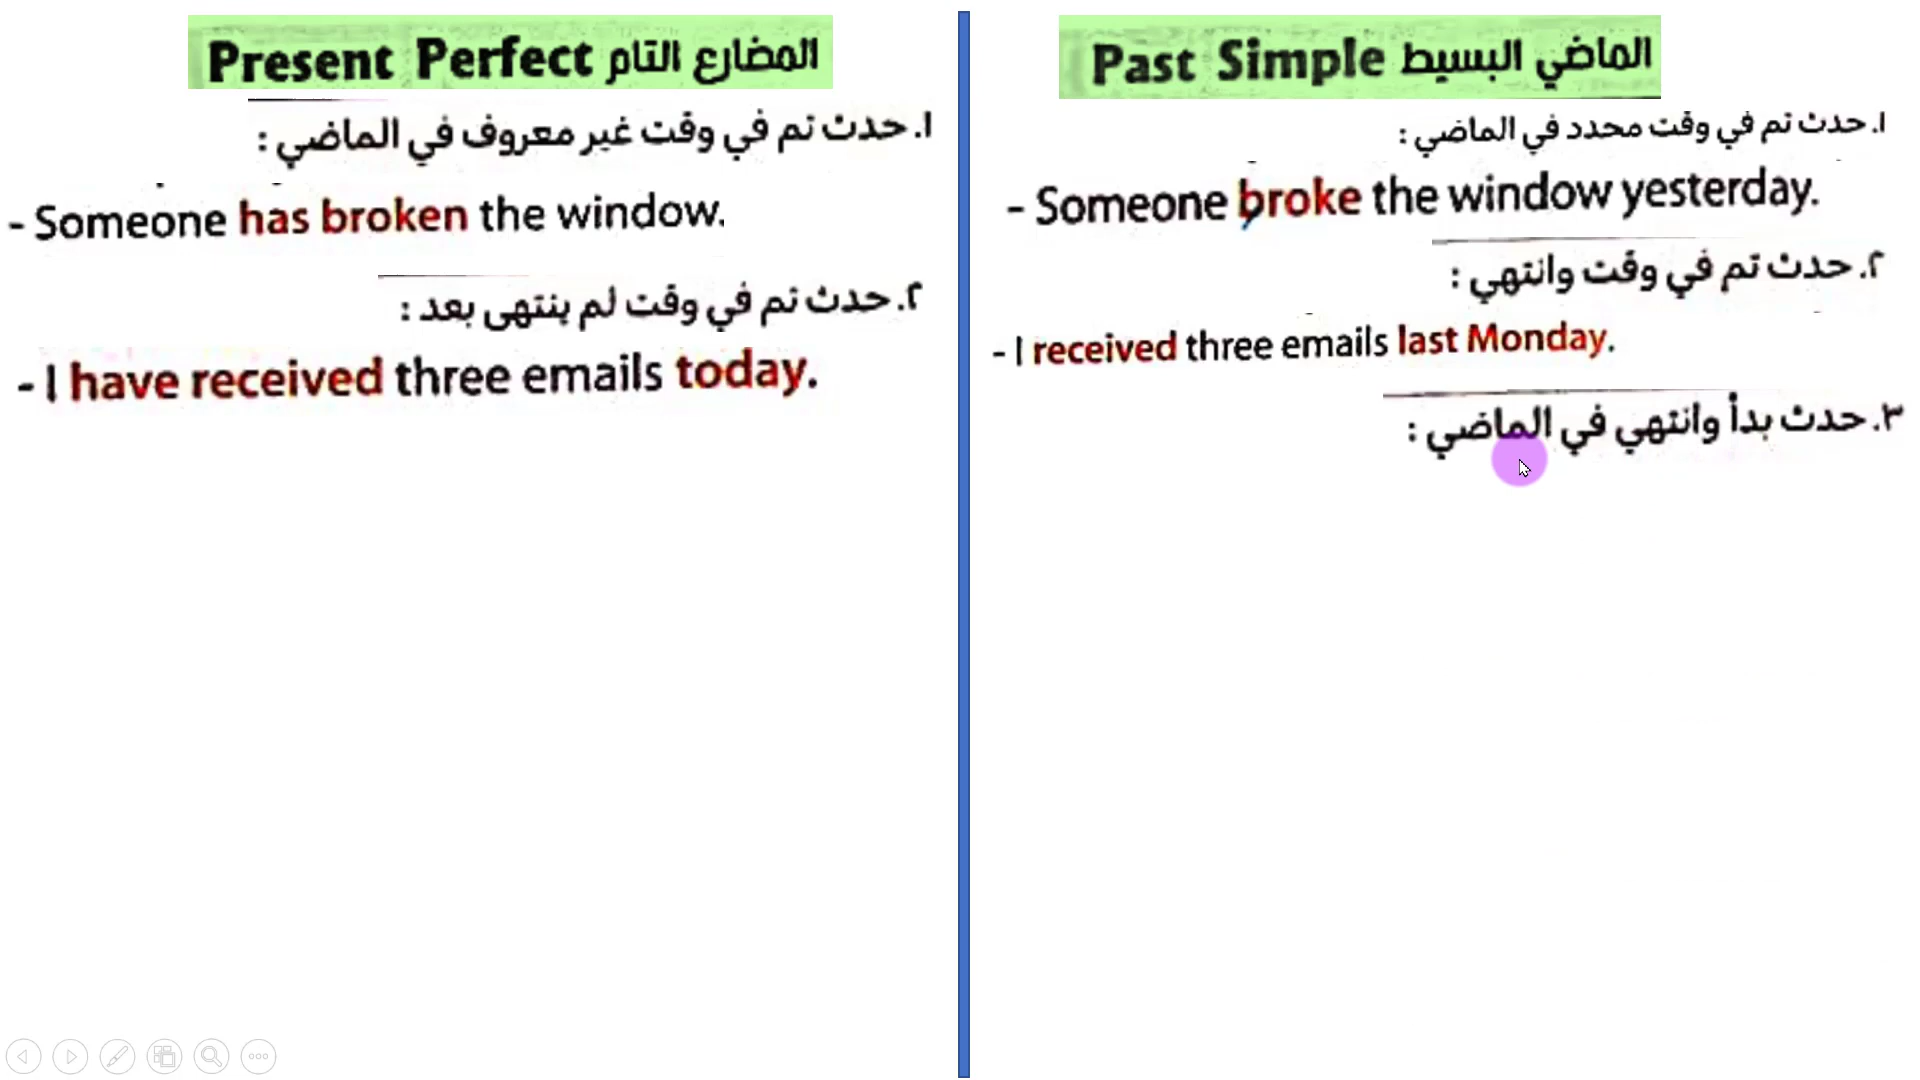 Present Perfect المضارع التام
١. حدث تم في وقت غير معروف في الماضي :
- Someone has broken the window.
٢. حدث تم في وقت لم ينتهى بعد :
- I have received three emails today.
Past Simple الماضي البسيط
١. حدث تم في وقت محدد في الماضي :
- Someone broke the window yesterday.
٢. حدث تم في وقت وانتهي :
- I received three emails last Monday.
٣. حدث بدأ وانتهي في الماضي :